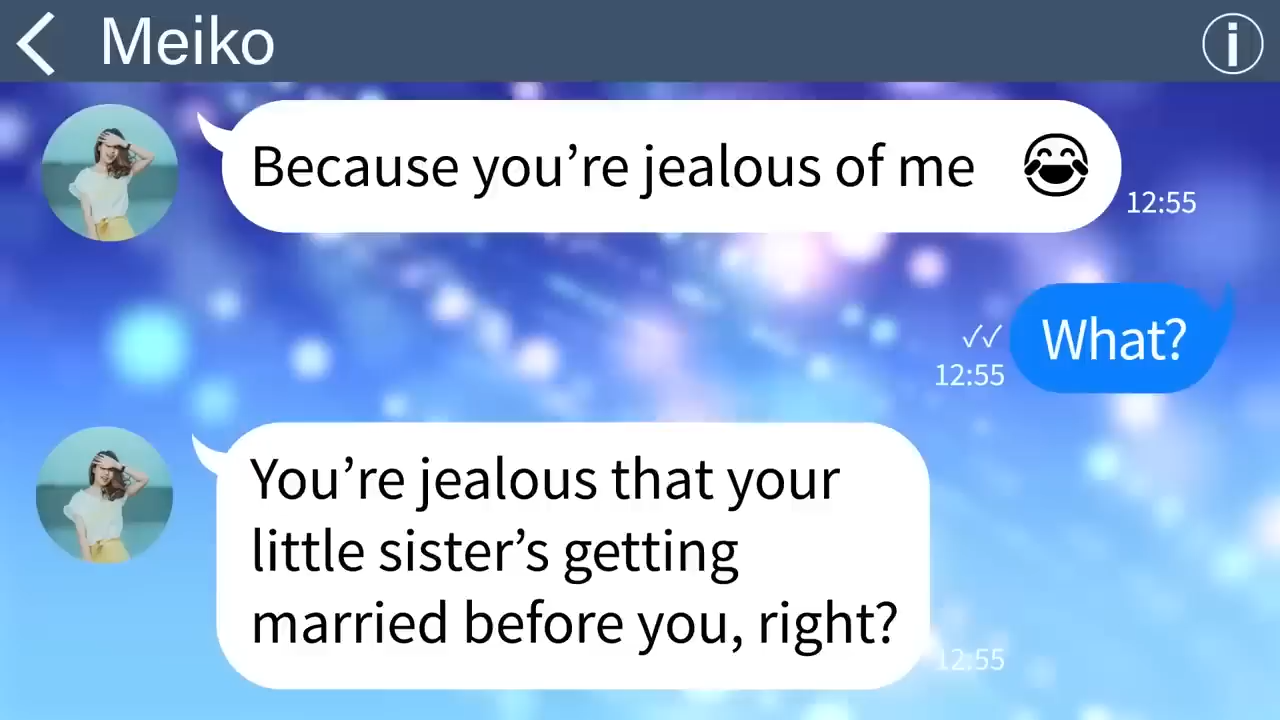 Meiko
Because you’re jealous of me 😂
12:55
What?
12:55
You’re jealous that your
little sister’s getting
married before you, right?
12:55